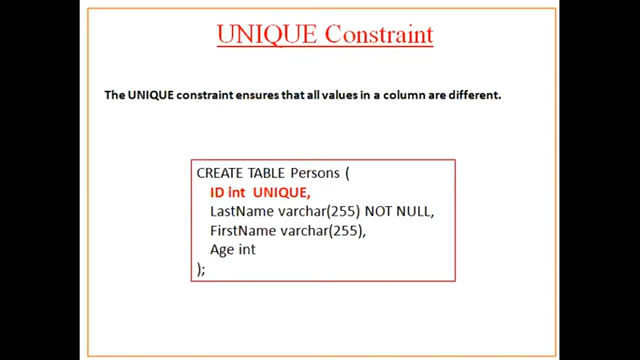 UNIQUE Constraint
The UNIQUE constraint ensures that all values in a column are different.
CREATE TABLE Persons (
ID int UNIQUE,
LastName varchar(255) NOT NULL,
FirstName varchar(255),
Age int
);